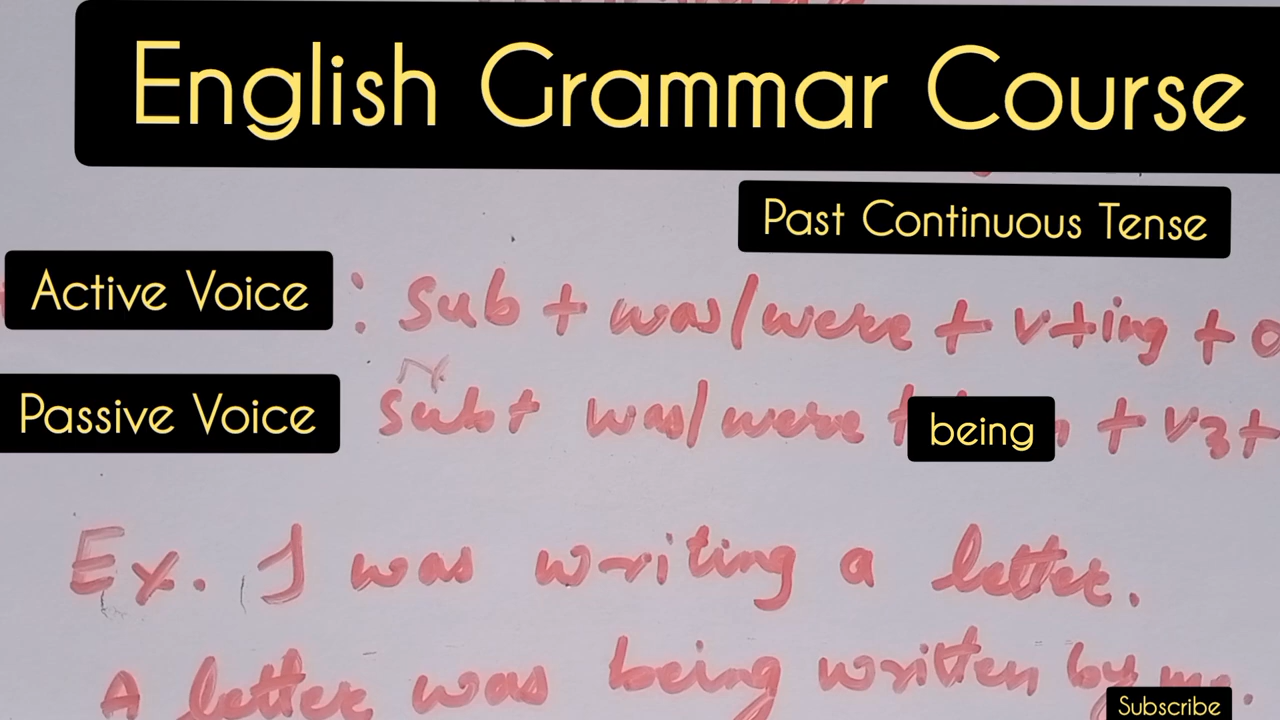 English Grammar Course
Past Continuous Tense
Active Voice : Sub + was/were + v+ing +
Passive Voice Sub+ was/were + being + v3+
Ex. I was writing a letter.
A letter was being written by me.
Subscribe